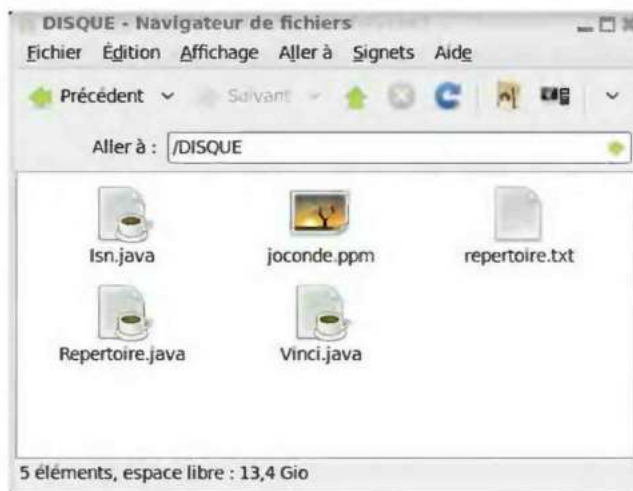 DISQUE - Navigateur de fichiers
Fichier Édition Affichage Aller à Signets Aide
Précédent Suivant
Aller à : /DISQUE
Isn.java joconde.ppm repertoire.txt
Repertoire.java Vinci.java
5 éléments, espace libre : 13,4 Gio